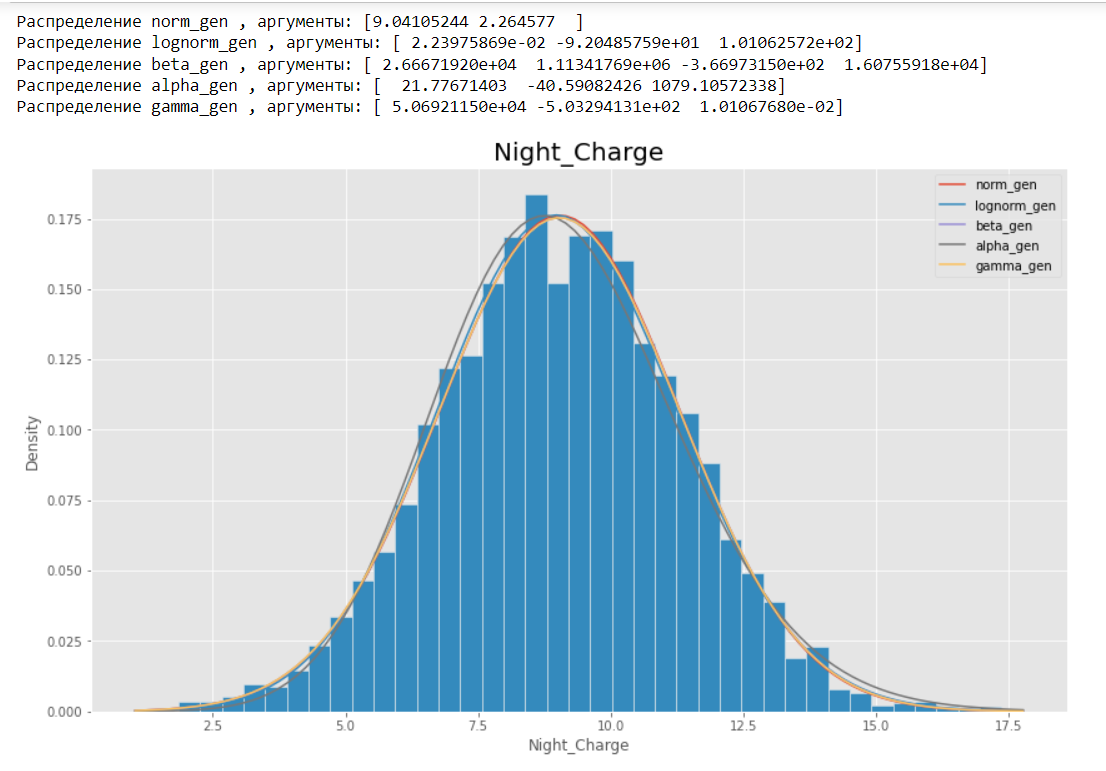 Распределение norm_gen , аргументы: [9.04105244 2.264577  ]
Распределение lognorm_gen , аргументы: [ 2.23975869e-02 -9.20485759e+01  1.01062572e+02]
Распределение beta_gen , аргументы: [ 2.66671920e+04  1.11341769e+06 -3.66973150e+02  1.60755918e+04]
Распределение alpha_gen , аргументы: [  21.77671403  -40.59082426 1079.10572338]
Распределение gamma_gen , аргументы: [ 5.06921150e+04 -5.03294131e+02  1.01067680e-02]
Night_Charge
norm_gen
lognorm_gen
beta_gen
alpha_gen
gamma_gen
0.175
0.150
0.125
0.100
0.075
0.050
0.025
0.000
Density
2.5 5.0 7.5 10.0 12.5 15.0 17.5
Night_Charge